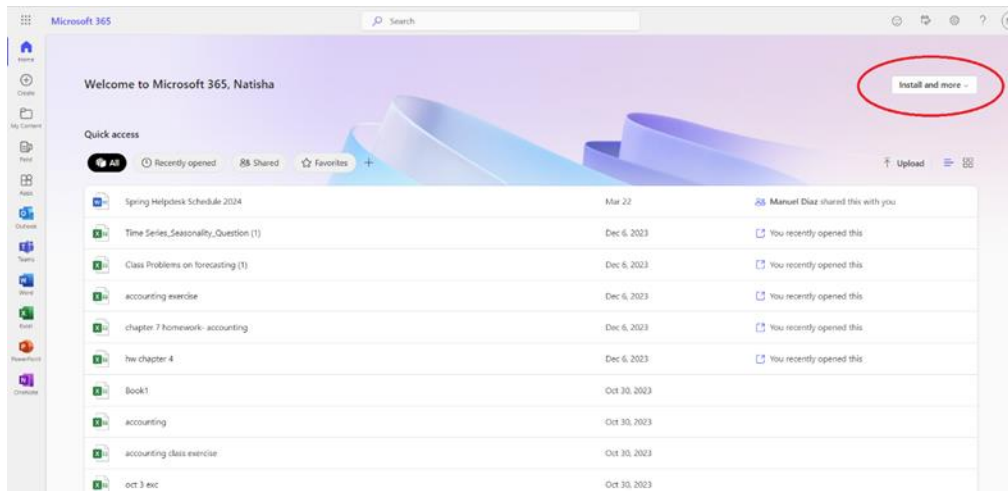 Microsoft 365
Search
?
Home
Create
My Content
Feed
Apps
Outlook
Teams
Word
Excel
PowerPoint
OneNote
Welcome to Microsoft 365, Natisha
Install and more
Quick access
All Recently opened Shared Favorites +
Upload
Spring Helpdesk Schedule 2024 Mar 22 Manuel Diaz shared this with you
Time Series_Seasonality_Question (1) Dec 6, 2023 You recently opened this
Class Problems on forecasting (1) Dec 6, 2023 You recently opened this
accounting exercise Dec 6, 2023 You recently opened this
chapter 7 homework- accounting Dec 6, 2023 You recently opened this
hw chapter 4 Dec 6, 2023 You recently opened this
Book1 Oct 30, 2023
accounting Oct 30, 2023
accounting class exercise Oct 30, 2023
oct 3 exc Oct 30, 2023